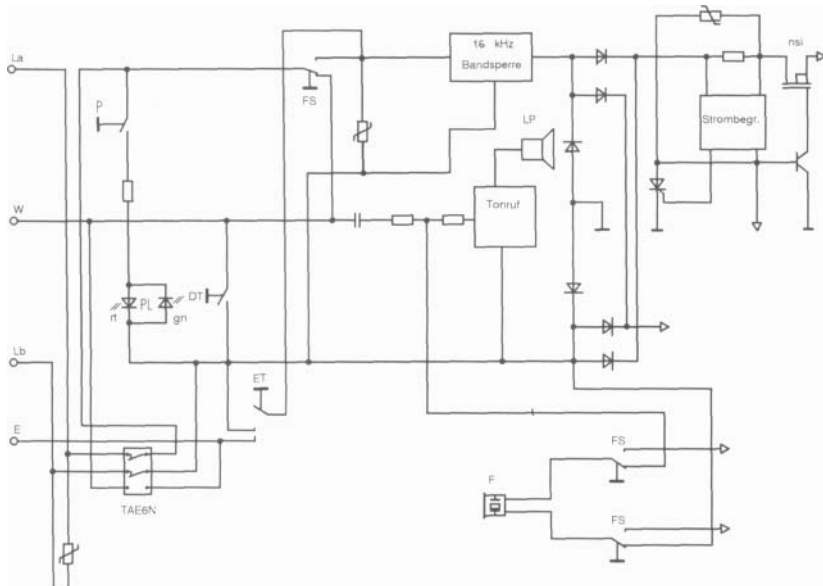 La
P
FS
16 kHz
Bandsperre
LP
nsi
Strombegr.
W
Tonruf
rt
PL
gn
DT
Lb
ET
E
TAE6N
F
FS
FS